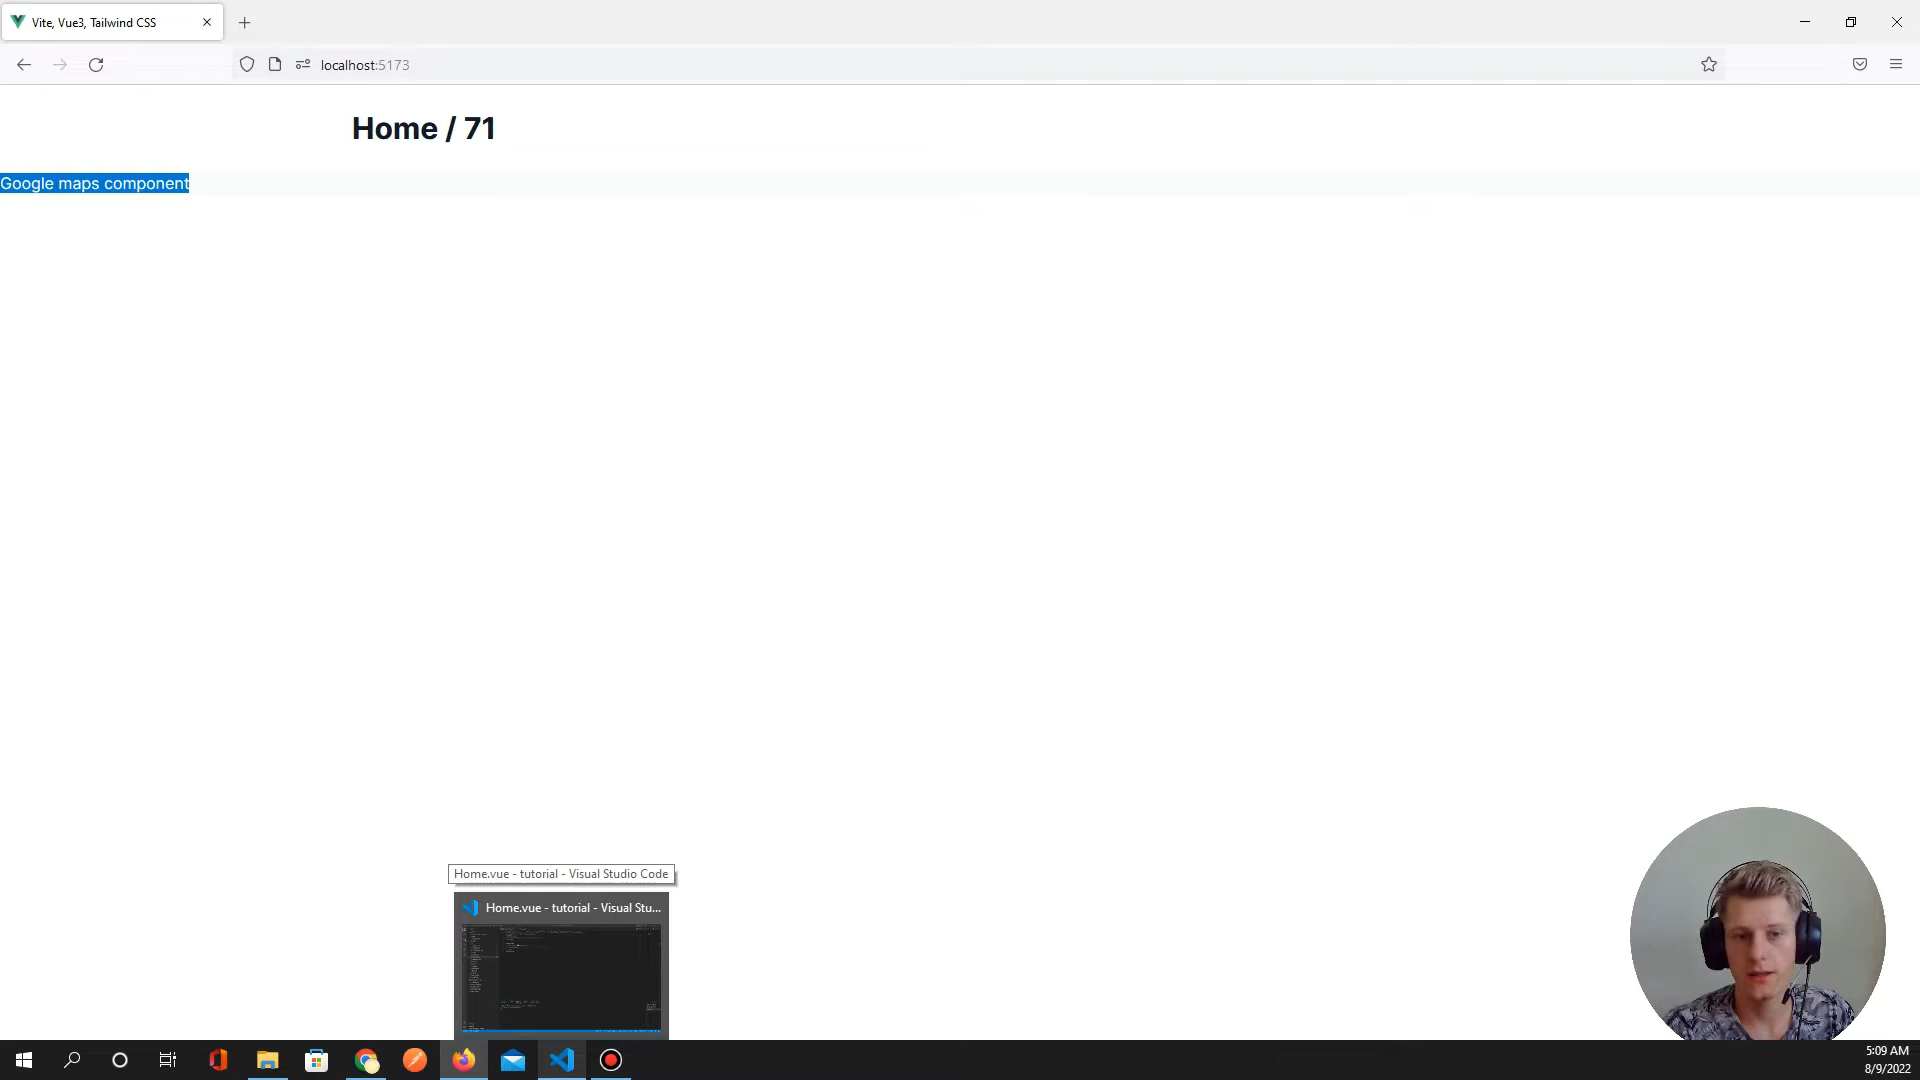 Vite, Vue3, Tailwind CSS
localhost:5173
Home / 71
Google maps component
Home.vue - tutorial - Visual Studio Code
Home.vue - tutorial - Visual Stu...
5:09 AM
8/9/2022